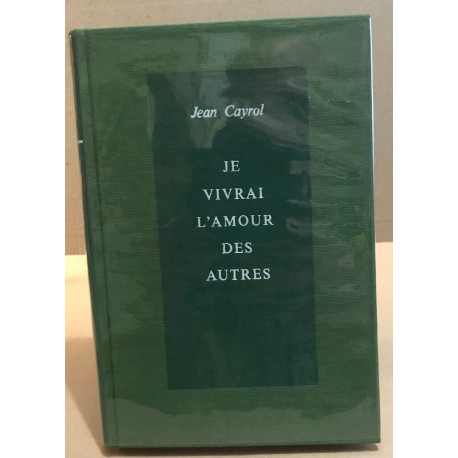 Jean Cayrol
JE
VIVRAI
L'AMOUR
DES
AUTRES